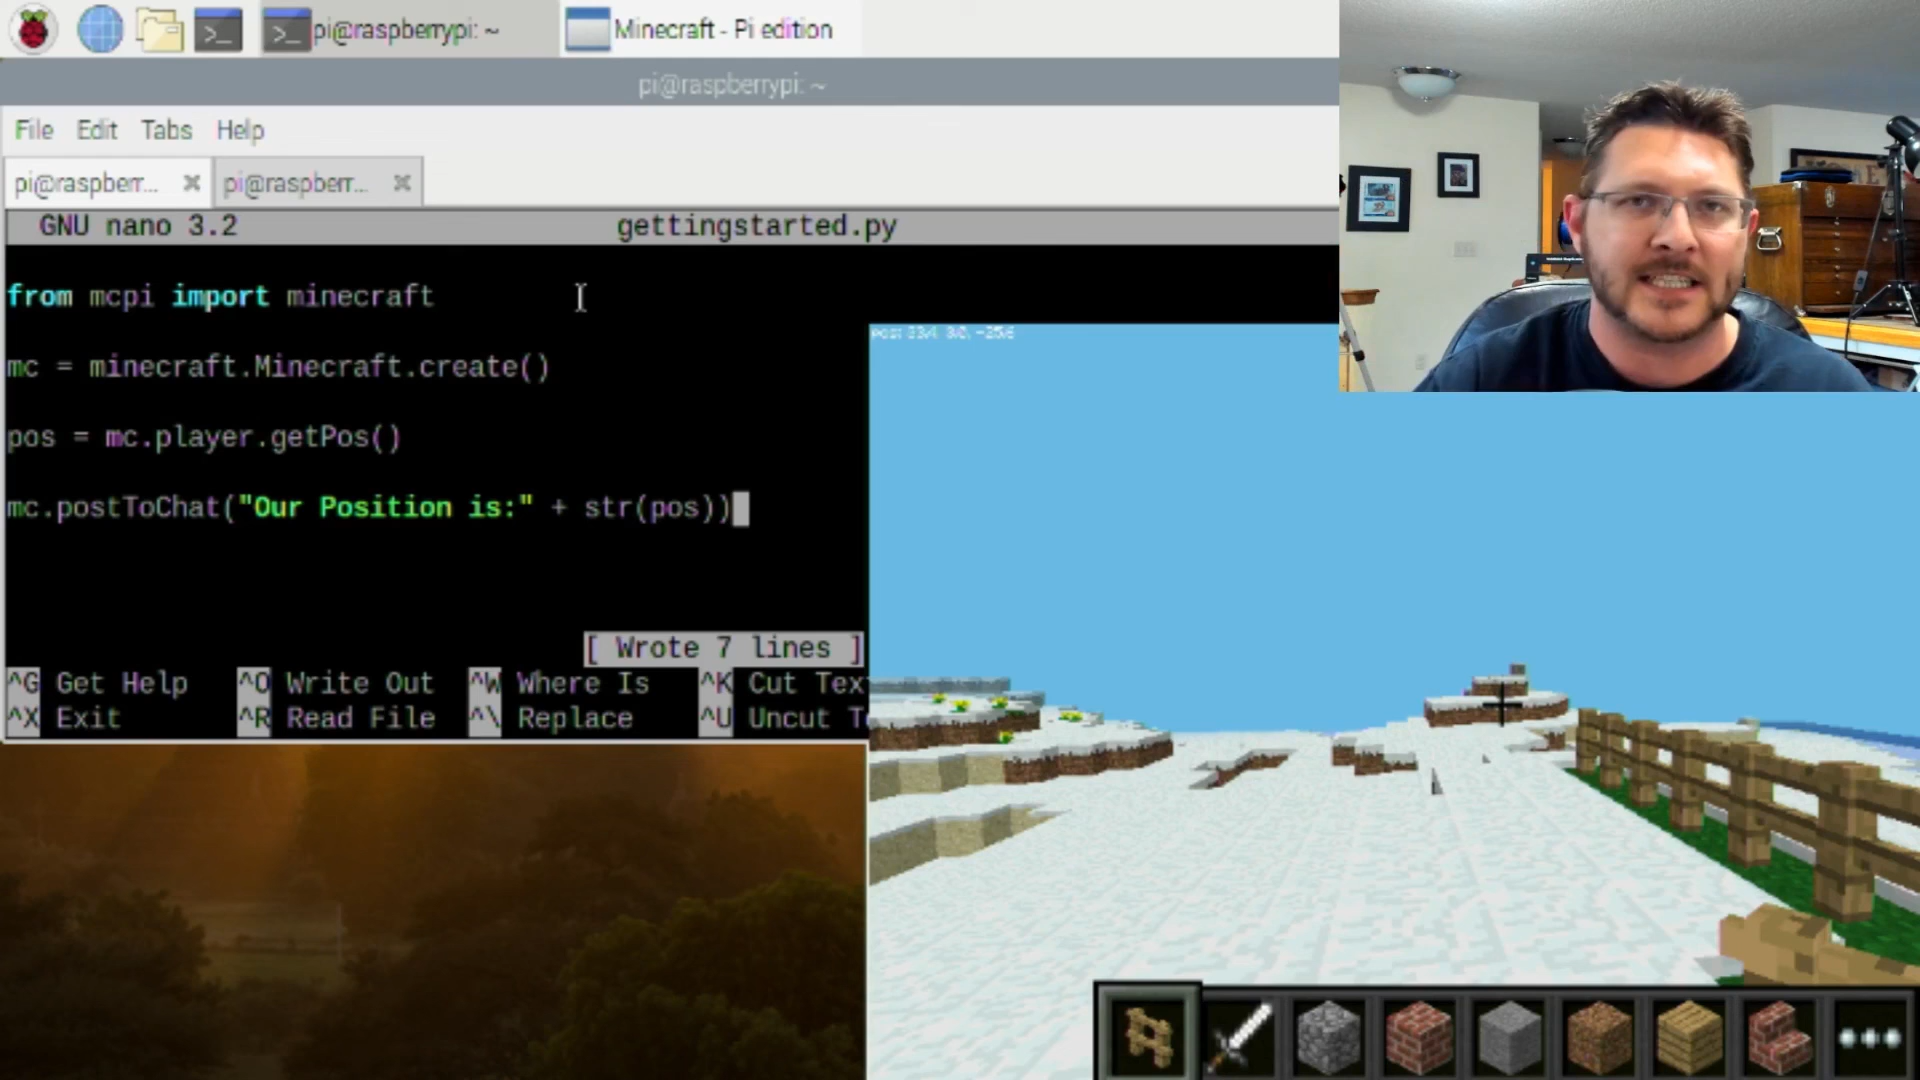 pi@raspberrypi: ~
Minecraft - Pi edition
pi@raspberrypi: ~
File Edit Tabs Help
pi@raspberr...
pi@raspberr...
GNU nano 3.2
gettingstarted.py
from mcpi import minecraft
mc = minecraft.Minecraft.create()
pos = mc.player.getPos()
mc.postToChat("Our Position is:" + str(pos))
[ Wrote 7 lines ]
^G Get Help ^O Write Out ^W Where Is ^K Cut Tex
^X Exit ^R Read File ^\ Replace ^U Uncut T